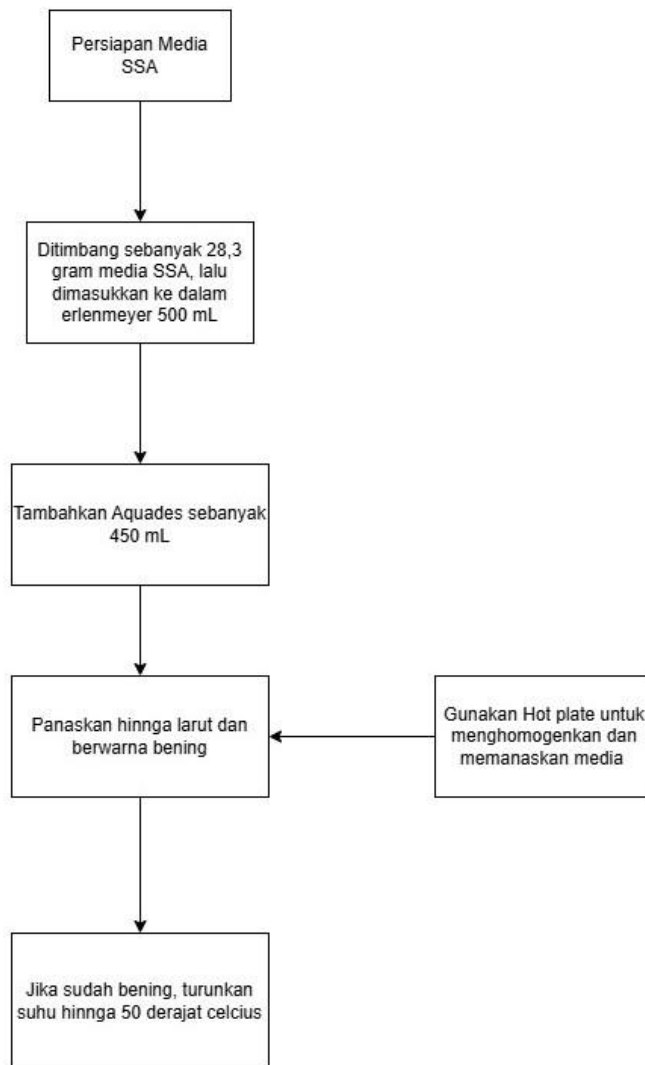 Persiapan Media
SSA
Ditimbang sebanyak 28,3
gram media SSA, lalu
dimasukkan ke dalam
erlenmeyer 500 mL
Tambahkan Aquades sebanyak
450 mL
Panaskan hinnga larut dan
berwarna bening
Gunakan Hot plate untuk
menghomogenkan dan
memanaskan media
Jika sudah bening, turunkan
suhu hinnga 50 derajat celcius